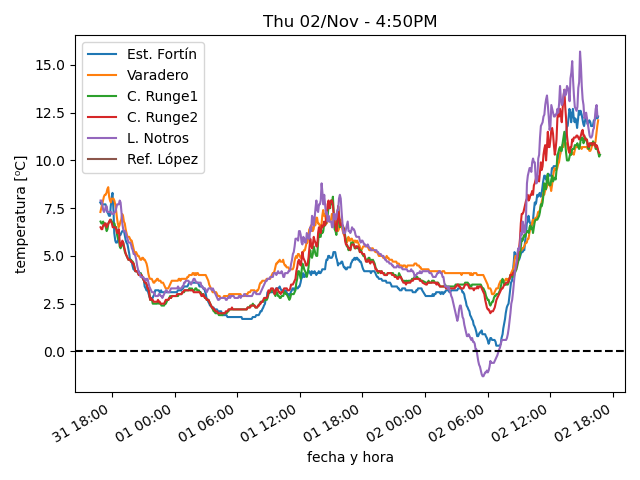 Thu 02/Nov - 4:50PM
Est. Fortín
Varadero
C. Runge1
C. Runge2
L. Notros
Ref. López
temperatura [ºC]
15.0
12.5
10.0
7.5
5.0
2.5
0.0
31 18:00
01 00:00
01 06:00
01 12:00
01 18:00
02 00:00
02 06:00
02 12:00
02 18:00
fecha y hora